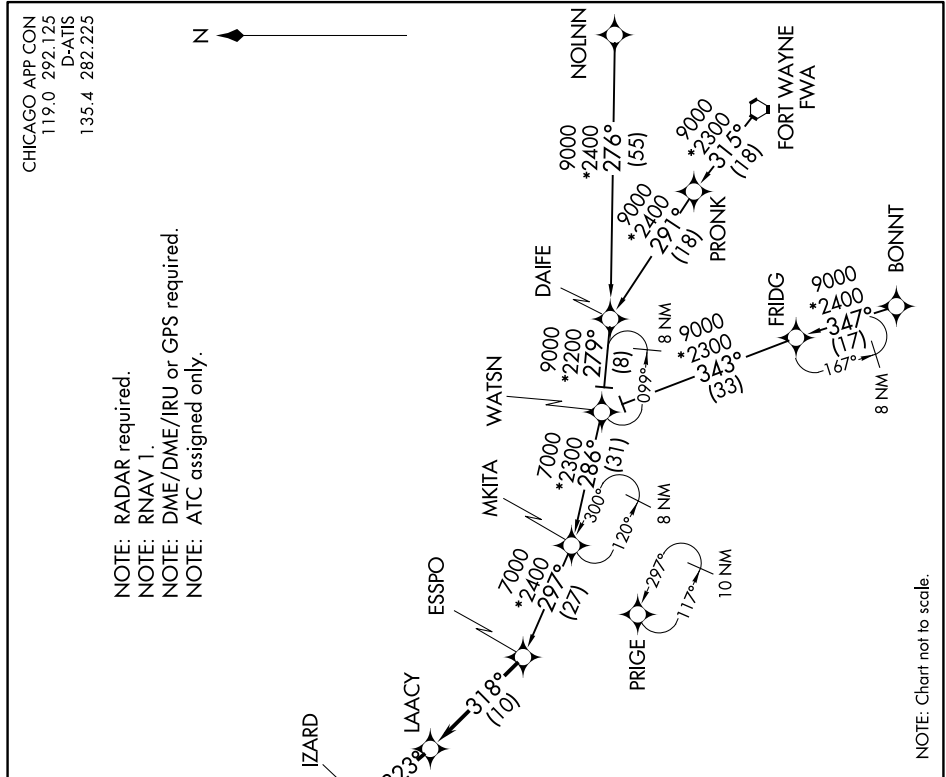 CHICAGO APP CON
119.0 292.125
D-ATIS
135.4 282.225
N
NOTE: RADAR required.
NOTE: RNAV 1.
NOTE: DME/DME/IRU or GPS required.
NOTE: ATC assigned only.
NOLNN
9000
*2400
276°
(55)
FORT WAYNE
FWA
9000
*2300
315°
(18)
PRONK
9000
*2400
291°
(18)
DAIFE
9000
*2200
279°
(8)
8 NM
099°
WATSN
BONNT
9000
*2400
347°
(17)
167°
8 NM
FRIDG
9000
*2300
343°
(33)
7000
*2300
286°
(31)
MKITA
300°
120°
8 NM
7000
*2400
297°
(27)
ESSPO
PRIGE
297°
117°
10 NM
318°
(10)
LAACY
323°
IZARD
NOTE: Chart not to scale.